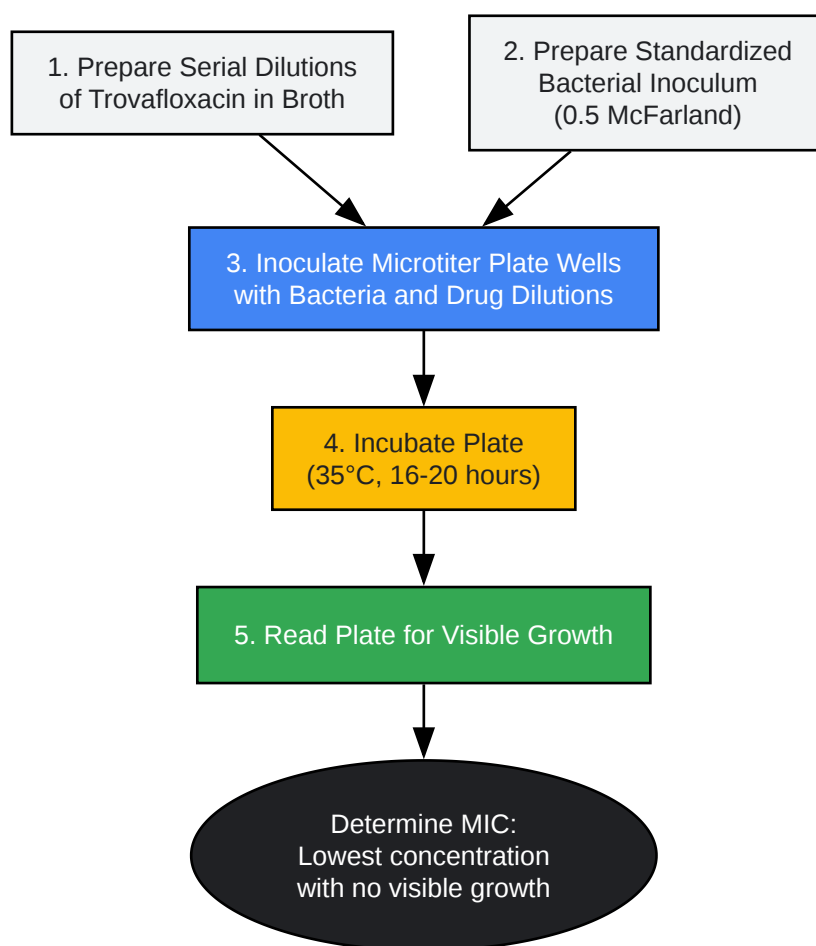 1. Prepare Serial Dilutions
of Trovafloxacin in Broth
2. Prepare Standardized
Bacterial Inoculum
(0.5 McFarland)
3. Inoculate Microtiter Plate Wells
with Bacteria and Drug Dilutions
4. Incubate Plate
(35°C, 16-20 hours)
5. Read Plate for Visible Growth
Determine MIC:
Lowest concentration
with no visible growth